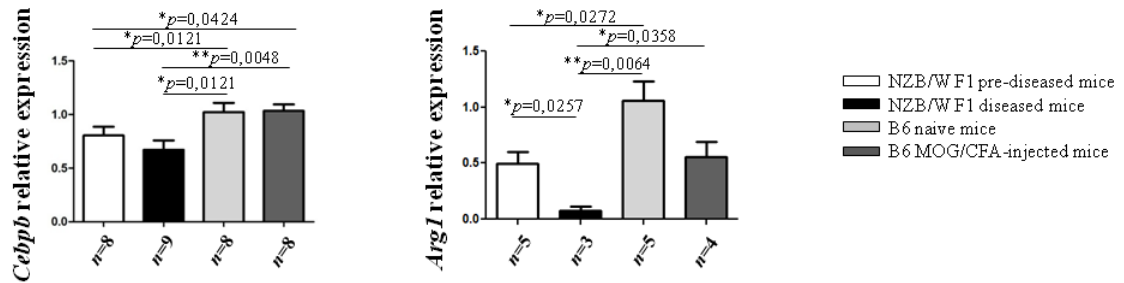 Cebpb relative expression
*p=0,0424
*p=0,0121
**p=0,0048
*p=0,0121
1.5
1.0
0.5
0.0
n=8
n=9
n=8
n=8
Arg1 relative expression
*p=0,0272
*p=0,0358
**p=0,0064
*p=0,0257
1.5
1.0
0.5
0.0
n=5
n=3
n=5
n=4
NZB/W F1 pre-diseased mice
NZB/W F1 diseased mice
B6 naive mice
B6 MOG/CFA-injected mice